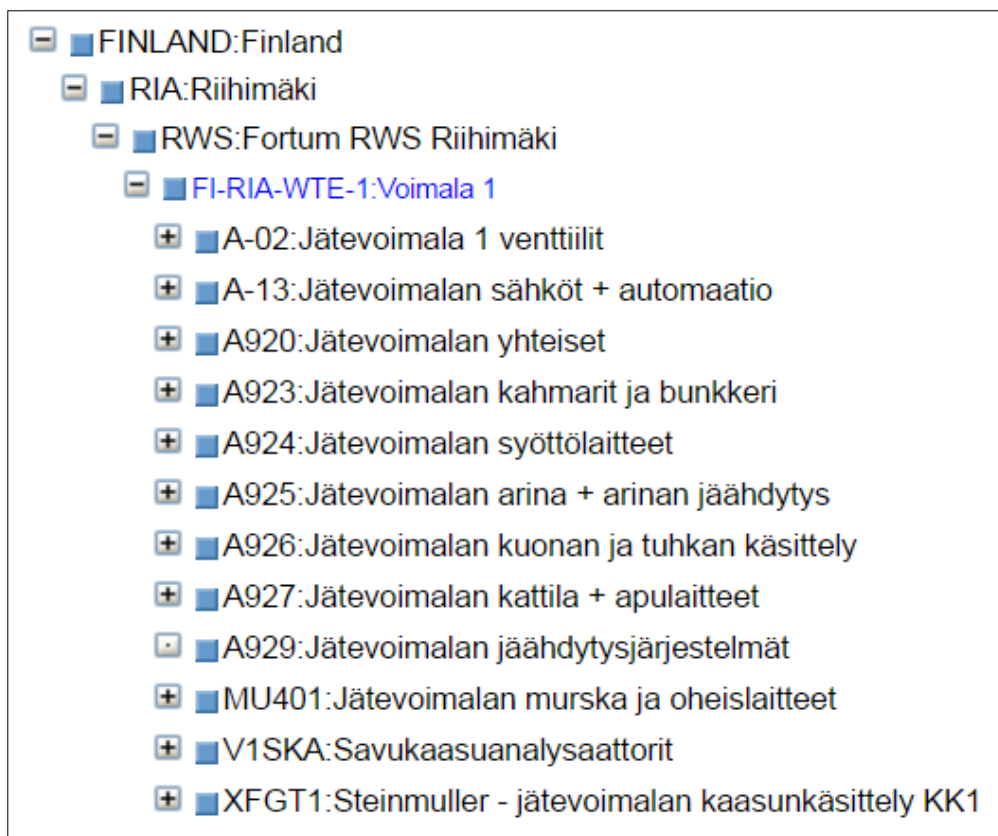 FINLAND:Finland
RIA:Riihimäki
RWS:Fortum RWS Riihimäki
FI-RIA-WTE-1:Voimala 1
A-02:Jätevoimala 1 venttiilit
A-13:Jätevoimalan sähköt + automaatio
A920:Jätevoimalan yhteiset
A923:Jätevoimalan kahmarit ja bunkkeri
A924:Jätevoimalan syöttölaitteet
A925:Jätevoimalan arina + arinan jäähdytys
A926:Jätevoimalan kuonan ja tuhkan käsittely
A927:Jätevoimalan kattila + apulaitteet
A929:Jätevoimalan jäähdytysjärjestelmät
MU401:Jätevoimalan murska ja oheislaitteet
V1SKA:Savukaasuanalysaattorit
XFGT1:Steinmuller - jätevoimalan kaasunkäsittely KK1